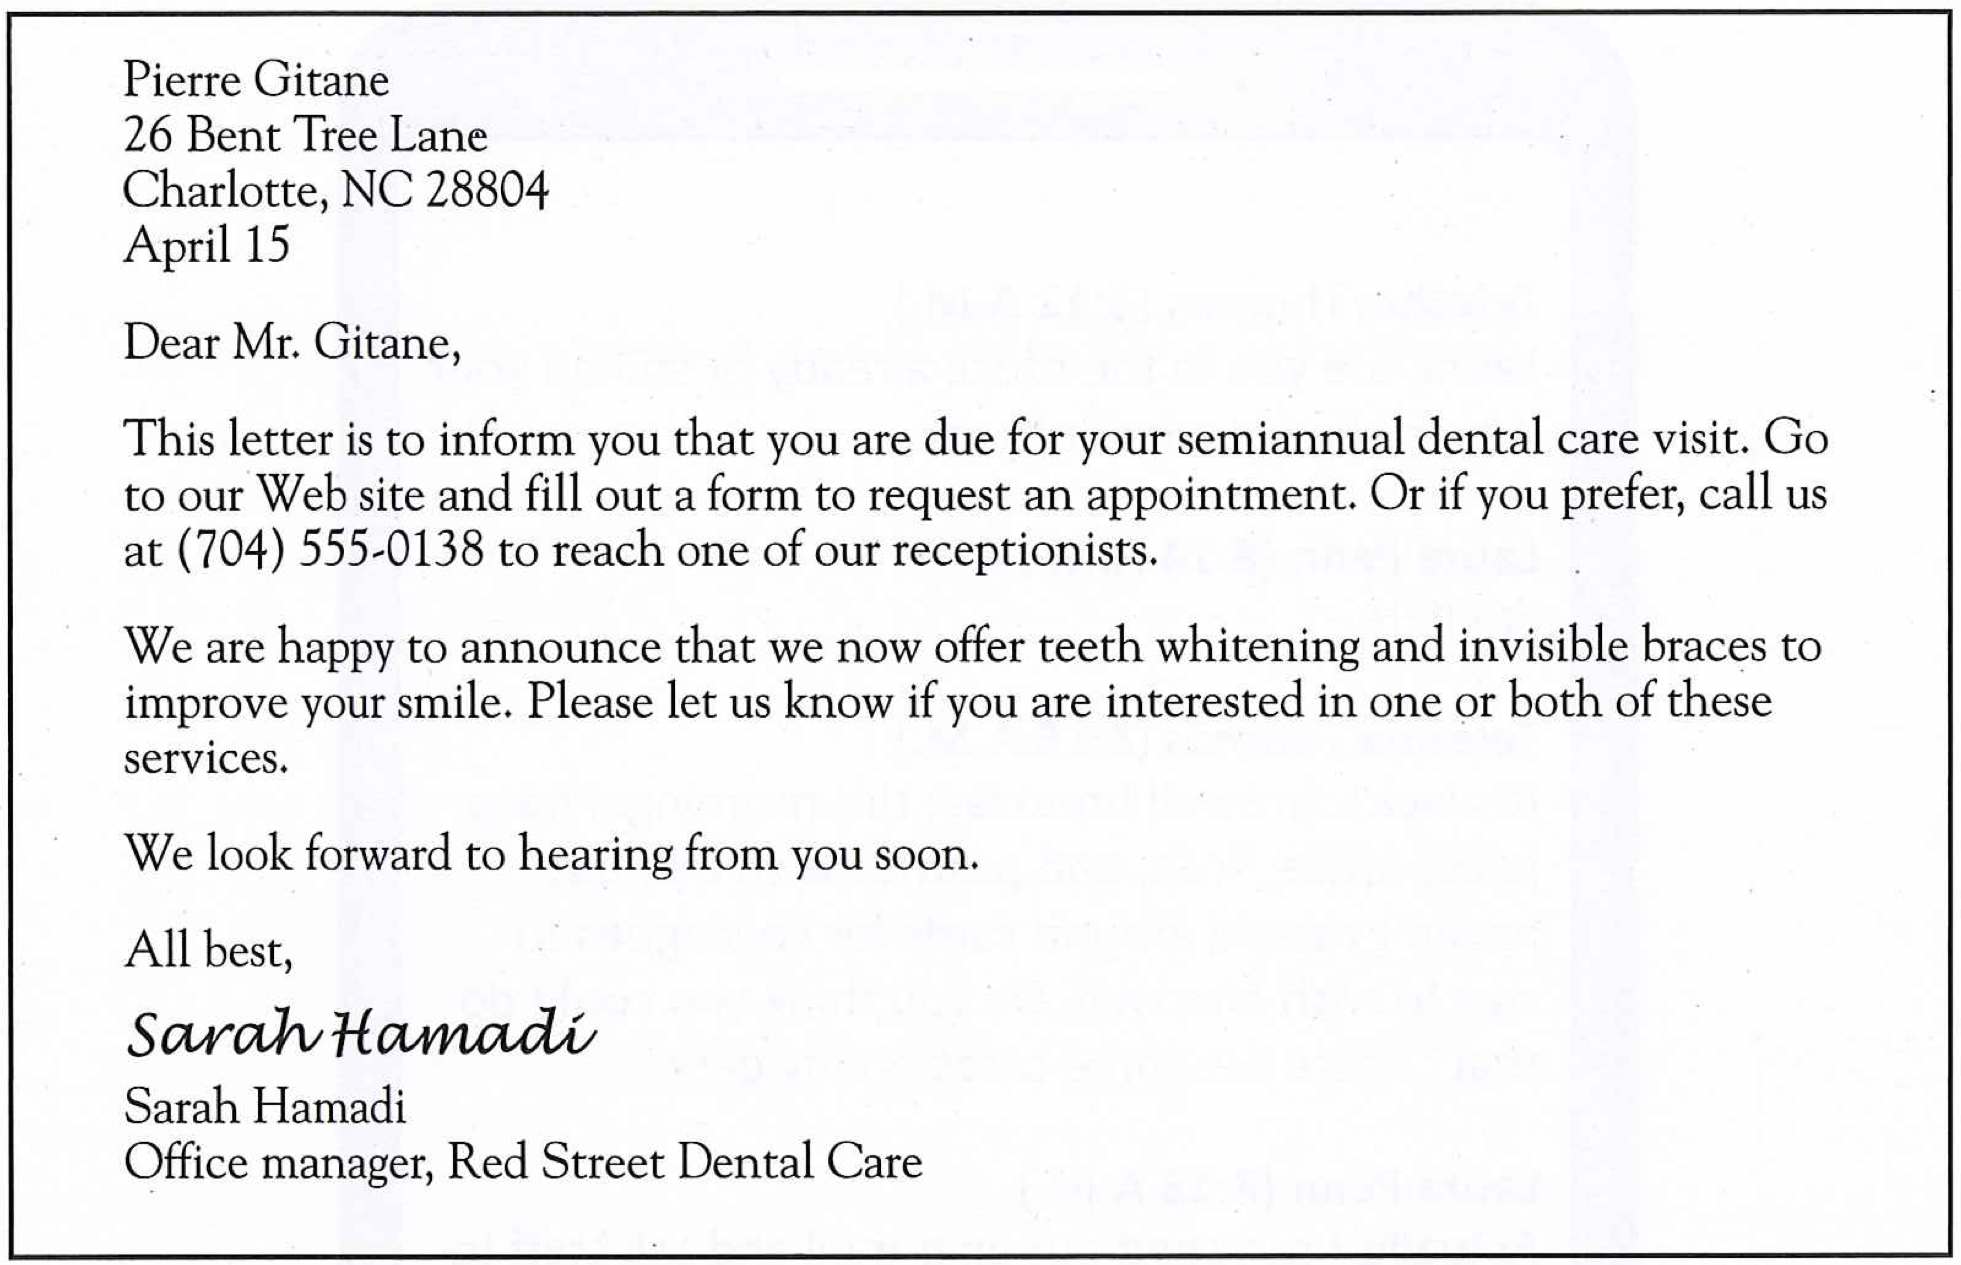 Pierre Gitane
26 Bent Tree Lane
Charlotte, NC 28804
April 15
Dear Mr. Gitane,
This letter is to inform you that you are due for your semiannual dental care visit. Go
to our Web site and fill out a form to request an appointment. Or if you prefer, call us
at (704) 555-0138 to reach one of our receptionists.
We are happy to announce that we now offer teeth whitening and invisible braces to
improve your smile. Please let us know if you are interested in one or both of these
services.
We look forward to hearing from you soon.
All best,
Sarah Hamadi
Sarah Hamadi
Office manager, Red Street Dental Care